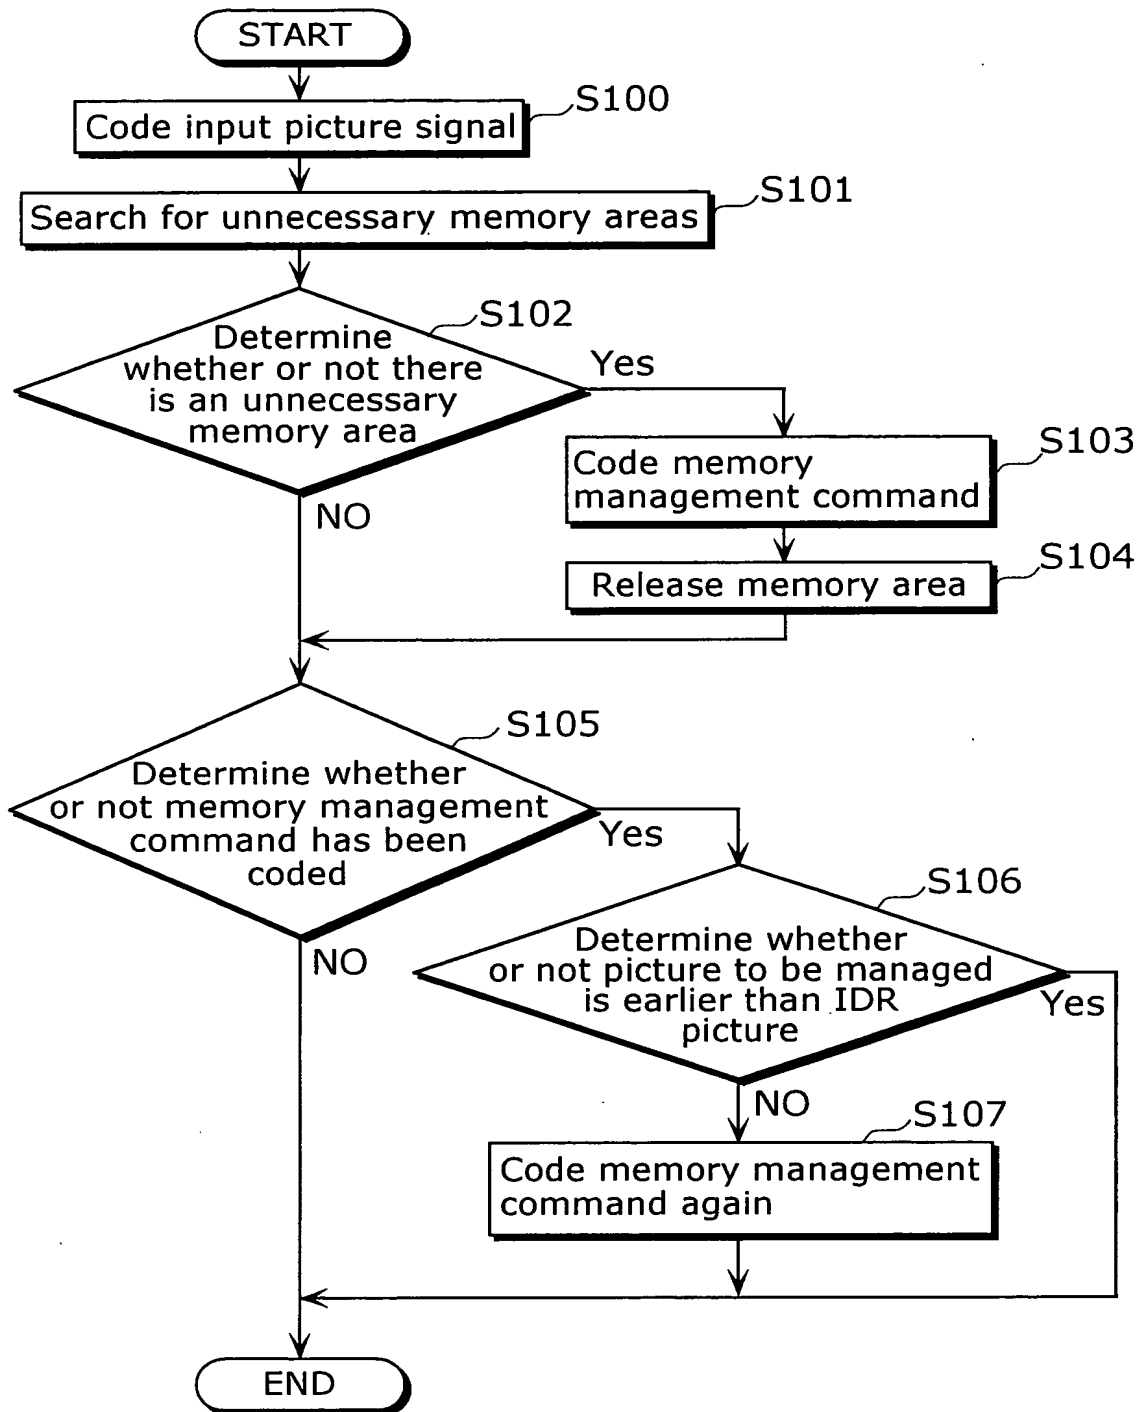 START
S100
Code input picture signal
S101
Search for unnecessary memory areas
S102
Determine
whether or not there
is an unnecessary
memory area
Yes
NO
S103
Code memory
management command
S104
Release memory area
S105
Determine whether
or not memory management
command has been
coded
Yes
NO
S106
Determine whether
or not picture to be managed
is earlier than IDR
picture
Yes
NO
S107
Code memory management
command again
END